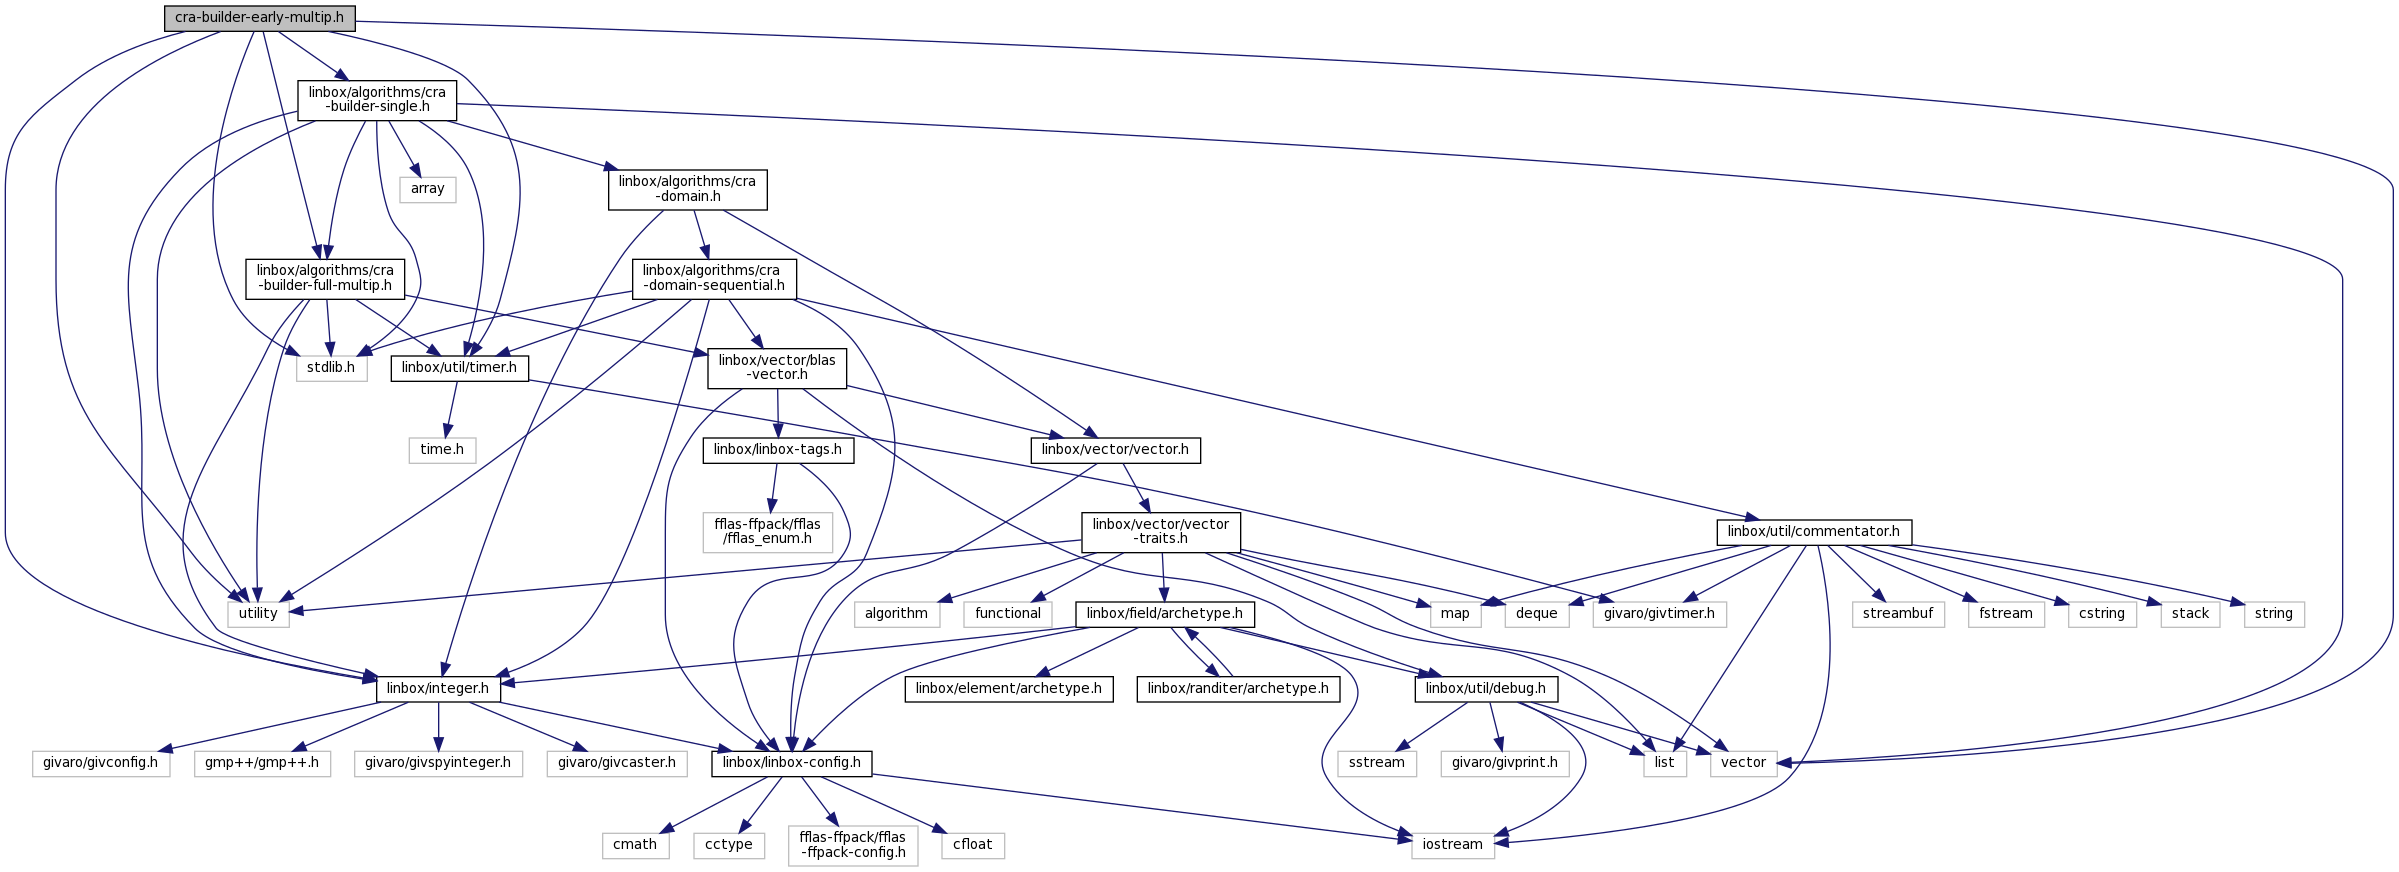 cra-builder-early-multip.h
linbox/algorithms/cra
-builder-single.h
array
linbox/algorithms/cra
-domain.h
linbox/algorithms/cra
-builder-full-multip.h
linbox/algorithms/cra
-domain-sequential.h
stdlib.h
linbox/util/timer.h
linbox/vector/blas
-vector.h
time.h
linbox/linbox-tags.h
linbox/vector/vector.h
fflas-ffpack/fflas
/fflas_enum.h
linbox/vector/vector
-traits.h
linbox/util/commentator.h
utility
algorithm
functional
linbox/field/archetype.h
map
deque
givaro/givtimer.h
streambuf
fstream
cstring
stack
string
linbox/integer.h
linbox/element/archetype.h
linbox/randiter/archetype.h
linbox/util/debug.h
givaro/givconfig.h
gmp++/gmp++.h
givaro/givspyinteger.h
givaro/givcaster.h
linbox/linbox-config.h
sstream
givaro/givprint.h
list
vector
cmath
cctype
fflas-ffpack/fflas
-ffpack-config.h
cfloat
iostream